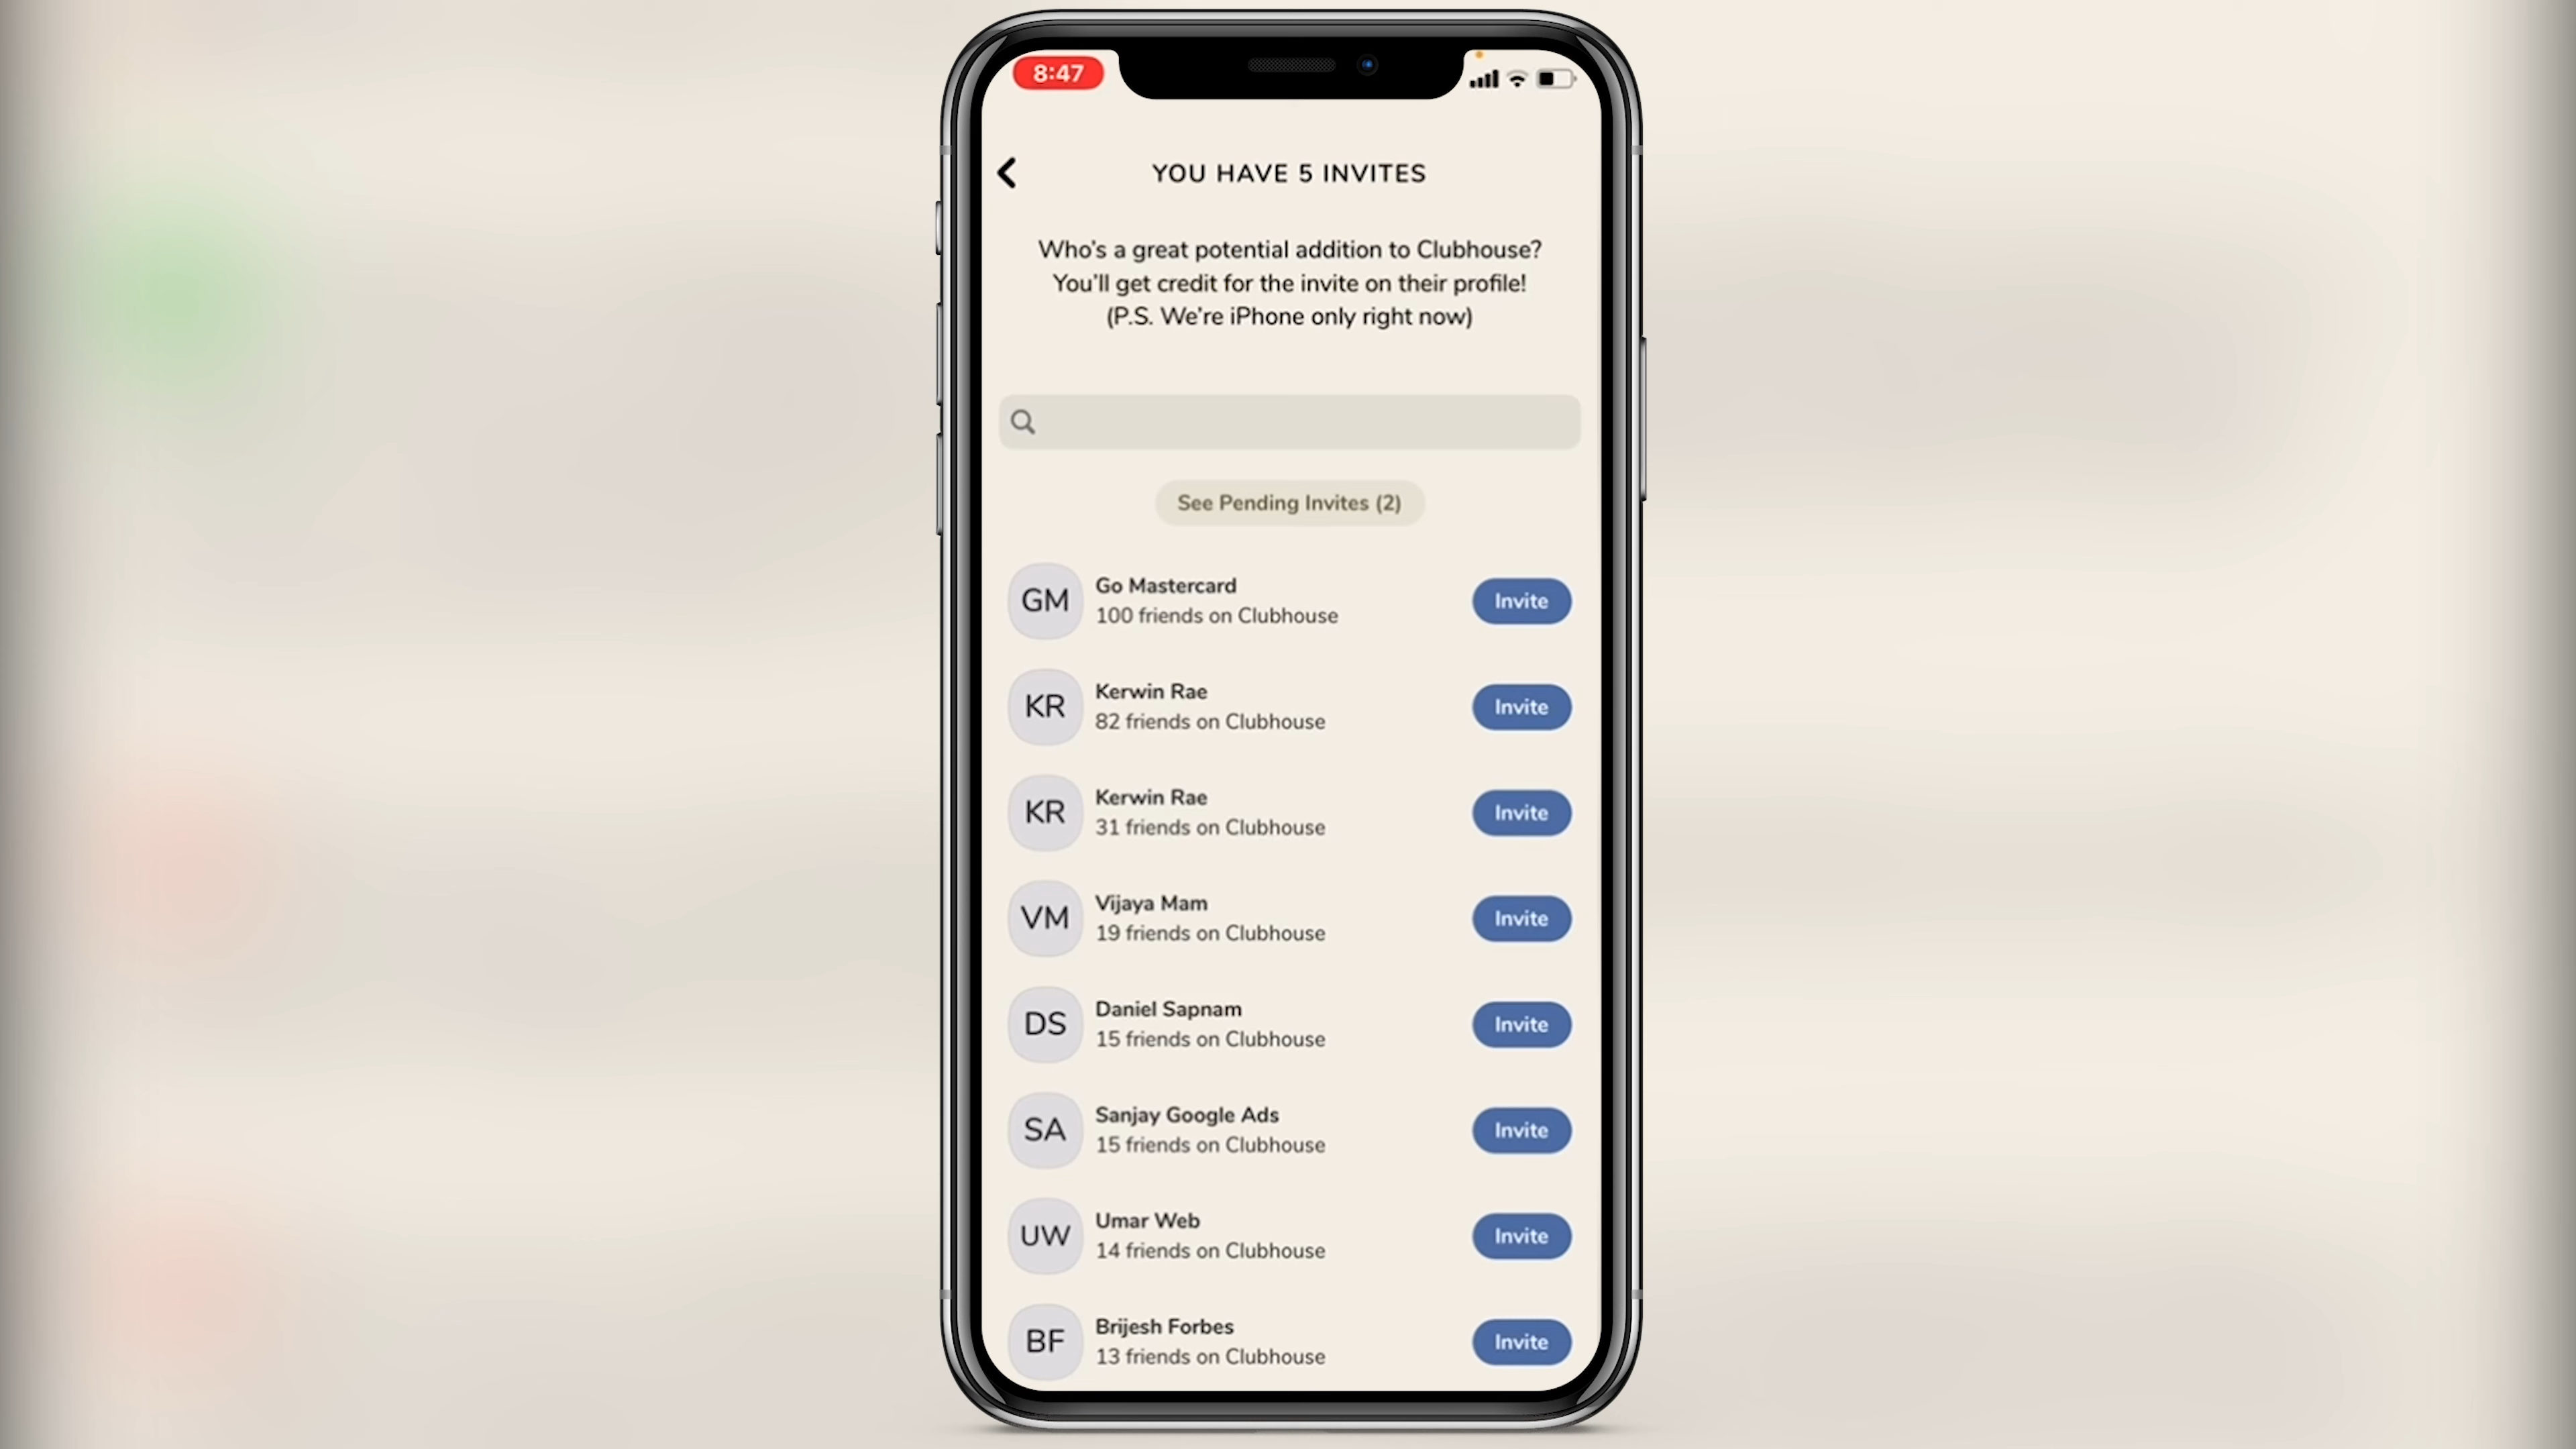 8:47
YOU HAVE 5 INVITES
Who's a great potential addition to Clubhouse?
You'll get credit for the invite on their profile!
(P.S. We're iPhone only right now)
See Pending Invites (2)
GM
Go Mastercard
100 friends on Clubhouse
Invite
KR
Kerwin Rae
82 friends on Clubhouse
Invite
KR
Kerwin Rae
31 friends on Clubhouse
Invite
VM
Vijaya Mam
19 friends on Clubhouse
Invite
DS
Daniel Sapnam
15 friends on Clubhouse
Invite
SA
Sanjay Google Ads
15 friends on Clubhouse
Invite
UW
Umar Web
14 friends on Clubhouse
Invite
BF
Brijesh Forbes
13 friends on Clubhouse
Invite